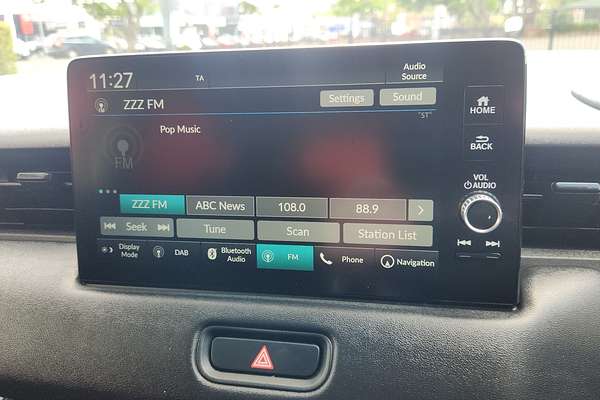 11:27
TA
Audio Source
ZZZ FM
Settings
Sound
"ST"
FM
Pop Music
ZZZ FM
ABC News
108.0
88.9
Seek
Tune
Scan
Station List
Display Mode
DAB
Bluetooth Audio
FM
Phone
Navigation
HOME
BACK
VOL
AUDIO